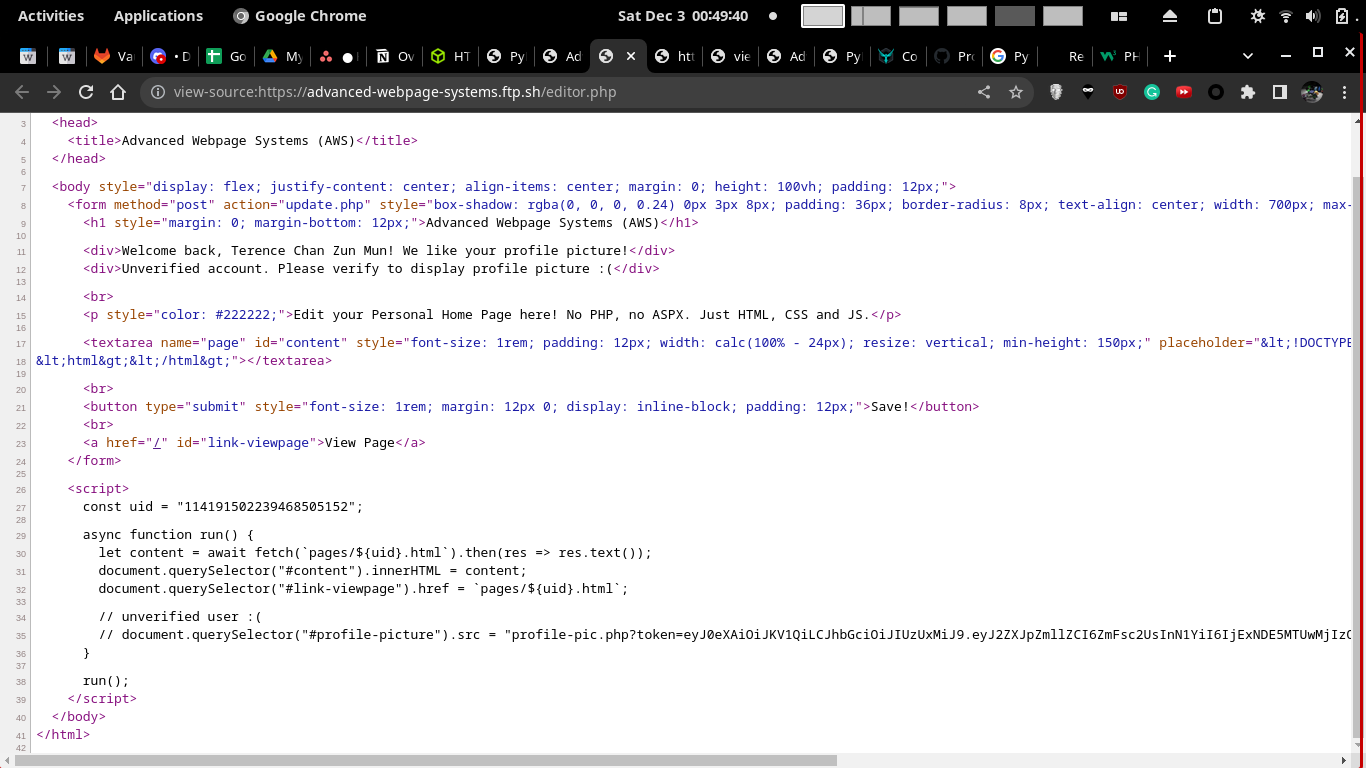 Activities Applications Google Chrome Sat Dec 3 00:49:40
Va • D Go My ● Ov HT Py Ad htt vie Ad Py Co Pr Py Re PH
view-source:https://advanced-webpage-systems.ftp.sh/editor.php
3 <head>
4 <title>Advanced Webpage Systems (AWS)</title>
5 </head>
6
7 <body style="display: flex; justify-content: center; align-items: center; margin: 0; height: 100vh; padding: 12px;">
8 <form method="post" action="update.php" style="box-shadow: rgba(0, 0, 0, 0.24) 0px 3px 8px; padding: 36px; border-radius: 8px; text-align: center; width: 700px; max-
9 <h1 style="margin: 0; margin-bottom: 12px;">Advanced Webpage Systems (AWS)</h1>
10
11 <div>Welcome back, Terence Chan Zun Mun! We like your profile picture!</div>
12 <div>Unverified account. Please verify to display profile picture :(</div>
13
14 <br>
15 <p style="color: #222222;">Edit your Personal Home Page here! No PHP, no ASPX. Just HTML, CSS and JS.</p>
16
17 <textarea name="page" id="content" style="font-size: 1rem; padding: 12px; width: calc(100% - 24px); resize: vertical; min-height: 150px;" placeholder="&lt;!DOCTYPE
18 &lt;html&gt;&lt;/html&gt;"></textarea>
19
20 <br>
21 <button type="submit" style="font-size: 1rem; margin: 12px 0; display: inline-block; padding: 12px;">Save!</button>
22 <br>
23 <a href="/" id="link-viewpage">View Page</a>
24 </form>
25
26 <script>
27 const uid = "114191502239468505152";
28
29 async function run() {
30 let content = await fetch(`pages/${uid}.html`).then(res => res.text());
31 document.querySelector("#content").innerHTML = content;
32 document.querySelector("#link-viewpage").href = `pages/${uid}.html`;
33
34 // unverified user :(
35 // document.querySelector("#profile-picture").src = "profile-pic.php?token=eyJ0eXAiOiJKV1QiLCJhbGciOiJIUzUxMiJ9.eyJ2ZXJpZmllZCI6ZmFsc2UsInN1YiI6IjExNDE5MTUwMjIz
36 }
37
38 run();
39 </script>
40 </body>
41 </html>
42